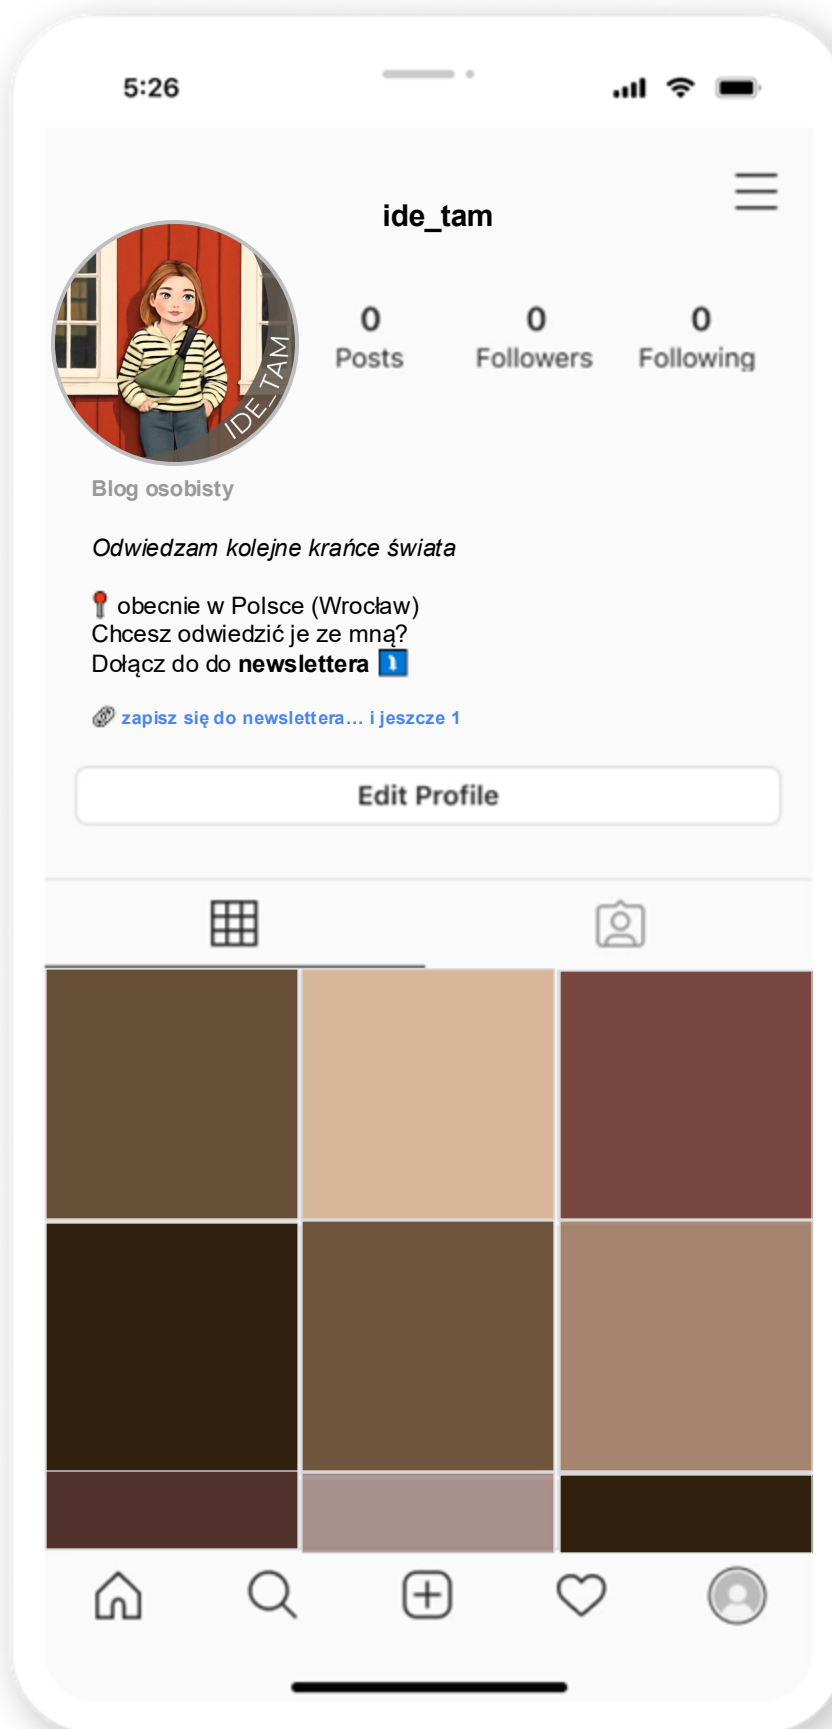 5:26
ide_tam
IDE_TAM
0 0 0
Posts Followers Following
Blog osobisty
Odwiedzam kolejne krańce świata
obecnie w Polsce (Wrocław)
Chcesz odwiedzić je ze mną?
Dołącz do do newslettera
zapisz się do newslettera... i jeszcze 1
Edit Profile